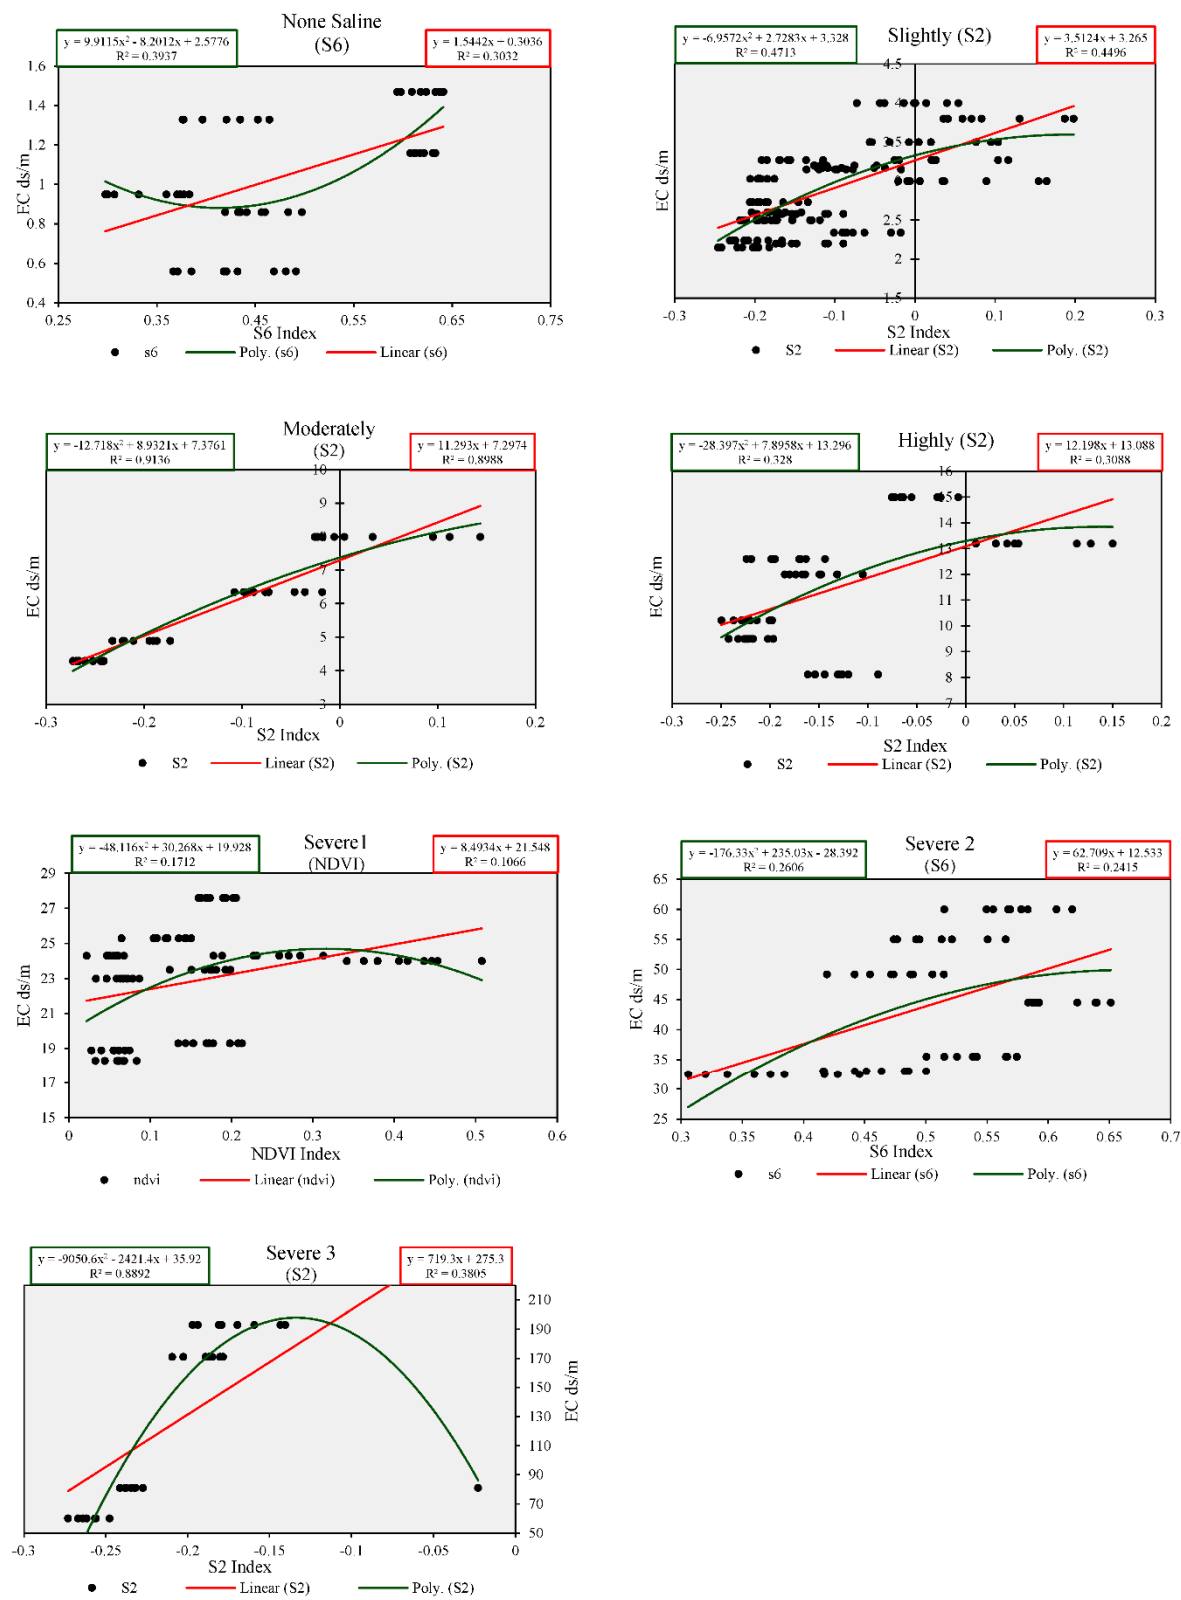 None Saline
(S6)
y = 9.9115x² - 8.2012x + 2.5776
R² = 0.3937
y = 1.5442x + 0.3036
R² = 0.3032
1.6
1.4
1.2
1
0.8
0.6
0.4
EC ds/m
0.25 0.35 0.45 0.55 0.65 0.75
S6 Index
s6 Poly. (s6) Linear (s6)
Slightly (S2)
y = -6.9572x² + 2.7283x + 3.328
R² = 0.4713
y = 3.5124x + 3.265
R² = 0.4496
4.5
4
3.5
3
2.5
2
1.5
EC ds/m
-0.3 -0.2 -0.1 0 0.1 0.2 0.3
S2 Index
S2 Linear (S2) Poly. (S2)
Moderately
(S2)
y = -12.718x² + 8.9321x + 7.3761
R² = 0.9136
y = 11.293x + 7.2974
R² = 0.8988
10
9
8
7
6
5
4
3
EC ds/m
-0.3 -0.2 -0.1 0 0.1 0.2
S2 Index
S2 Linear (S2) Poly. (S2)
Highly (S2)
y = -28.397x² + 7.8958x + 13.296
R² = 0.328
y = 12.198x + 13.088
R² = 0.3088
16
15
14
13
12
11
10
9
8
7
EC ds/m
-0.3 -0.25 -0.2 -0.15 -0.1 -0.05 0 0.05 0.1 0.15 0.2
S2 Index
S2 Linear (S2) Poly. (S2)
Severe1
(NDVI)
y = -48.116x² + 30.268x + 19.928
R² = 0.1712
y = 8.4934x + 21.548
R² = 0.1066
29
27
25
23
21
19
17
15
EC ds/m
0 0.1 0.2 0.3 0.4 0.5 0.6
NDVI Index
ndvi Linear (ndvi) Poly. (ndvi)
Severe 2
(S6)
y = -176.33x² + 235.03x - 28.392
R² = 0.2606
y = 62.709x + 12.533
R² = 0.2415
65
60
55
50
45
40
35
30
25
EC ds/m
0.3 0.35 0.4 0.45 0.5 0.55 0.6 0.65 0.7
S6 Index
s6 Linear (s6) Poly. (s6)
Severe 3
(S2)
y = -9050.6x² - 2421.4x + 35.92
R² = 0.8892
y = 719.3x + 275.3
R² = 0.3805
210
190
170
150
130
110
90
70
50
EC ds/m
-0.3 -0.25 -0.2 -0.15 -0.1 -0.05 0
S2 Index
S2 Linear (S2) Poly. (S2)